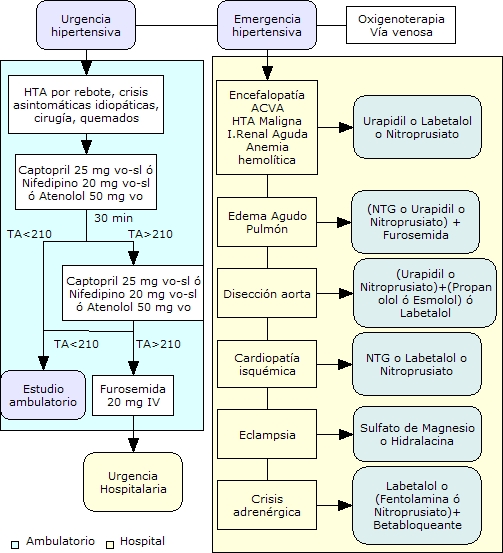 Urgencia
hipertensiva
Emergencia
hipertensiva
Oxigenoterapia
Vía venosa
HTA por rebote, crisis
asintomáticas idiopáticas,
cirugía, quemados
Captopril 25 mg vo-sl ó
Nifedipino 20 mg vo-sl
ó Atenolol 50 mg vo
30 min
TA<210
TA>210
Captopril 25 mg vo-sl ó
Nifedipino 20 mg vo-sl
ó Atenolol 50 mg vo
TA<210
TA>210
Estudio
ambulatorio
Furosemida
20 mg IV
Urgencia
Hospitalaria
Encefalopatía
ACVA
HTA Maligna
I.Renal Aguda
Anemia
hemolítica
Urapidil o Labetalol
o Nitroprusiato
Edema Agudo
Pulmón
(NTG o Urapidil o
Nitroprusiato) +
Furosemida
Disección aorta
(Urapidil o
Nitroprusiato)+(Propan
olol ó Esmolol) ó
Labetalol
Cardiopatía
isquémica
NTG o Labetalol o
Nitroprusiato
Eclampsia
Sulfato de Magnesio
o Hidralacina
Crisis
adrenérgica
Labetalol o
(Fentolamina ó
Nitroprusiato)+
Betabloqueante
Ambulatorio
Hospital